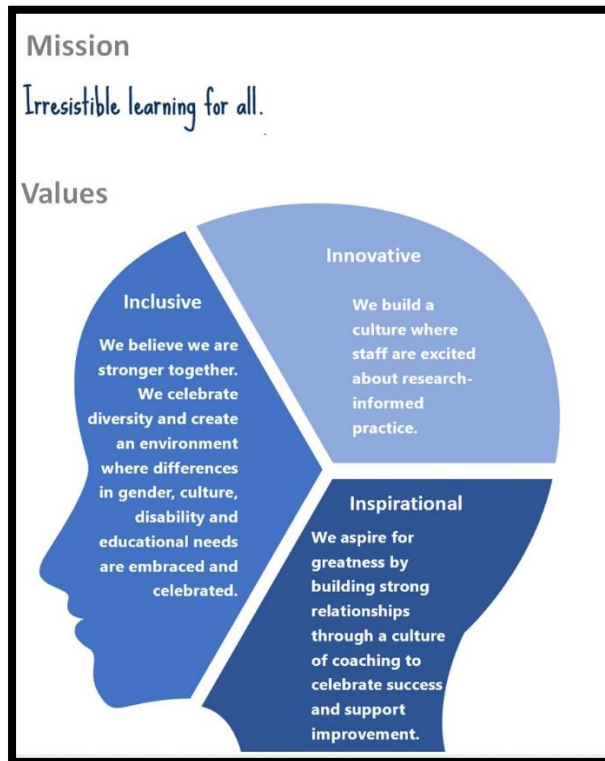 Mission
Irresistible learning for all.
Values
Inclusive
We believe we are
stronger together.
We celebrate
diversity and create
an environment
where differences
in gender, culture,
disability and
educational needs
are embraced and
celebrated.
Innovative
We build a
culture where
staff are excited
about research-
informed
practice.
Inspirational
We aspire for
greatness by
building strong
relationships
through a culture
of coaching to
celebrate success
and support
improvement.